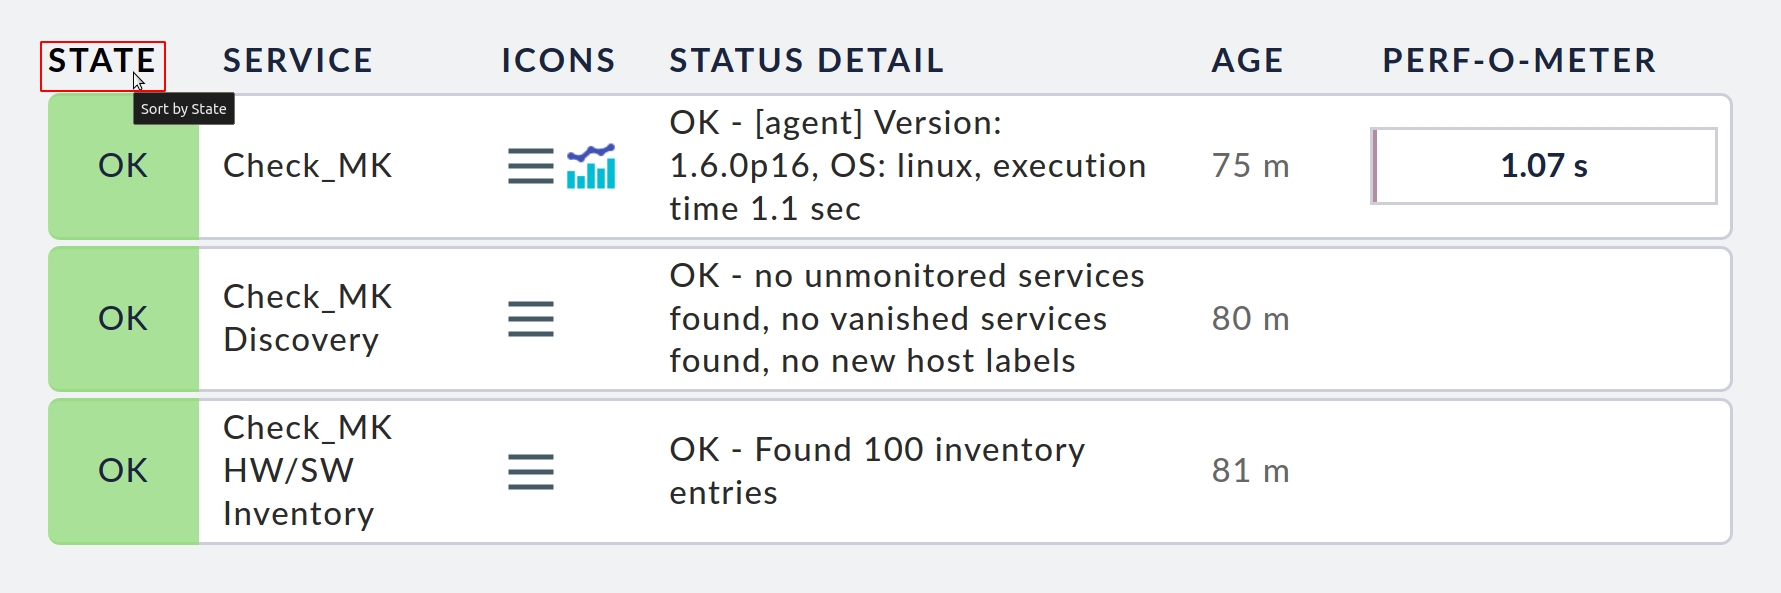 STATE SERVICE ICONS STATUS DETAIL AGE PERF-O-METER
Sort by State
OK Check_MK OK - [agent] Version:
1.6.0p16, OS: linux, execution
time 1.1 sec 75 m 1.07 s
OK Check_MK
Discovery OK - no unmonitored services
found, no vanished services
found, no new host labels 80 m
OK Check_MK
HW/SW
Inventory OK - Found 100 inventory
entries 81 m